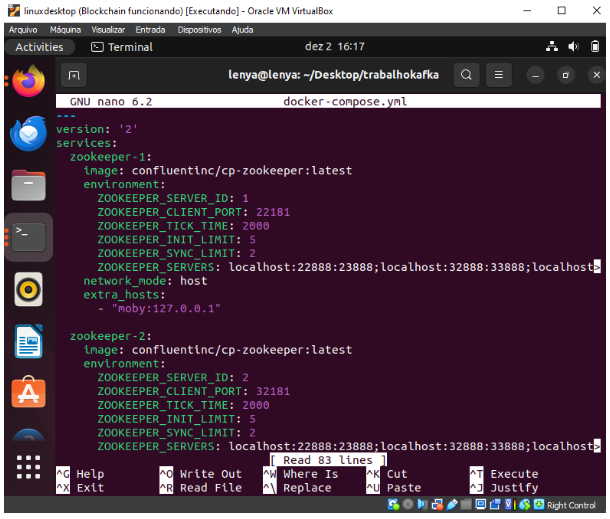 linuxdesktop (Blockchain funcionando) [Executando] - Oracle VM VirtualBox
Arquivo Máquina Visualizar Entrada Dispositivos Ajuda
Activities Terminal dez 2 16:17
lenya@lenya: ~/Desktop/trabalhokafka
GNU nano 6.2 docker-compose.yml
---
version: '2'
services:
  zookeeper-1:
    image: confluentinc/cp-zookeeper:latest
    environment:
      ZOOKEEPER_SERVER_ID: 1
      ZOOKEEPER_CLIENT_PORT: 22181
      ZOOKEEPER_TICK_TIME: 2000
      ZOOKEEPER_INIT_LIMIT: 5
      ZOOKEEPER_SYNC_LIMIT: 2
      ZOOKEEPER_SERVERS: localhost:22888:23888;localhost:32888:33888;localhost>
    network_mode: host
    extra_hosts:
      - "moby:127.0.0.1"
  zookeeper-2:
    image: confluentinc/cp-zookeeper:latest
    environment:
      ZOOKEEPER_SERVER_ID: 2
      ZOOKEEPER_CLIENT_PORT: 32181
      ZOOKEEPER_TICK_TIME: 2000
      ZOOKEEPER_INIT_LIMIT: 5
      ZOOKEEPER_SYNC_LIMIT: 2
      ZOOKEEPER_SERVERS: localhost:22888:23888;localhost:32888:33888;localhost>
[ Read 83 lines ]
^G Help ^O Write Out ^W Where Is ^K Cut ^T Execute
^X Exit ^R Read File ^\ Replace ^U Paste ^J Justify
Right Control